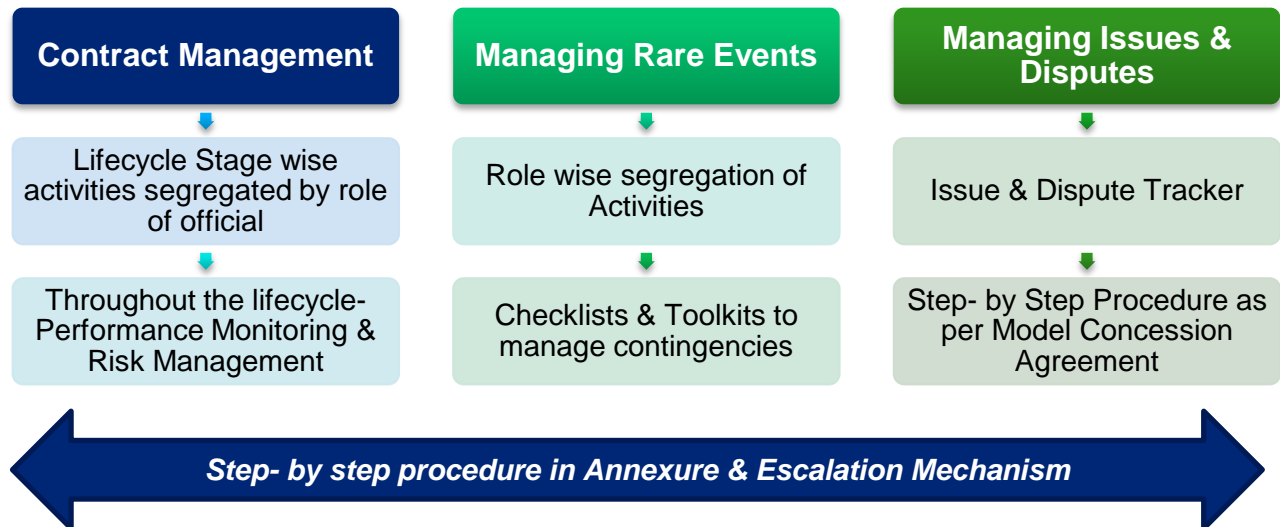 Contract Management
Lifecycle Stage wise
activities segregated by role
of official
Throughout the lifecycle-
Performance Monitoring &
Risk Management
Managing Rare Events
Role wise segregation of
Activities
Checklists & Toolkits to
manage contingencies
Managing Issues &
Disputes
Issue & Dispute Tracker
Step- by Step Procedure as
per Model Concession
Agreement
Step- by step procedure in Annexure & Escalation Mechanism